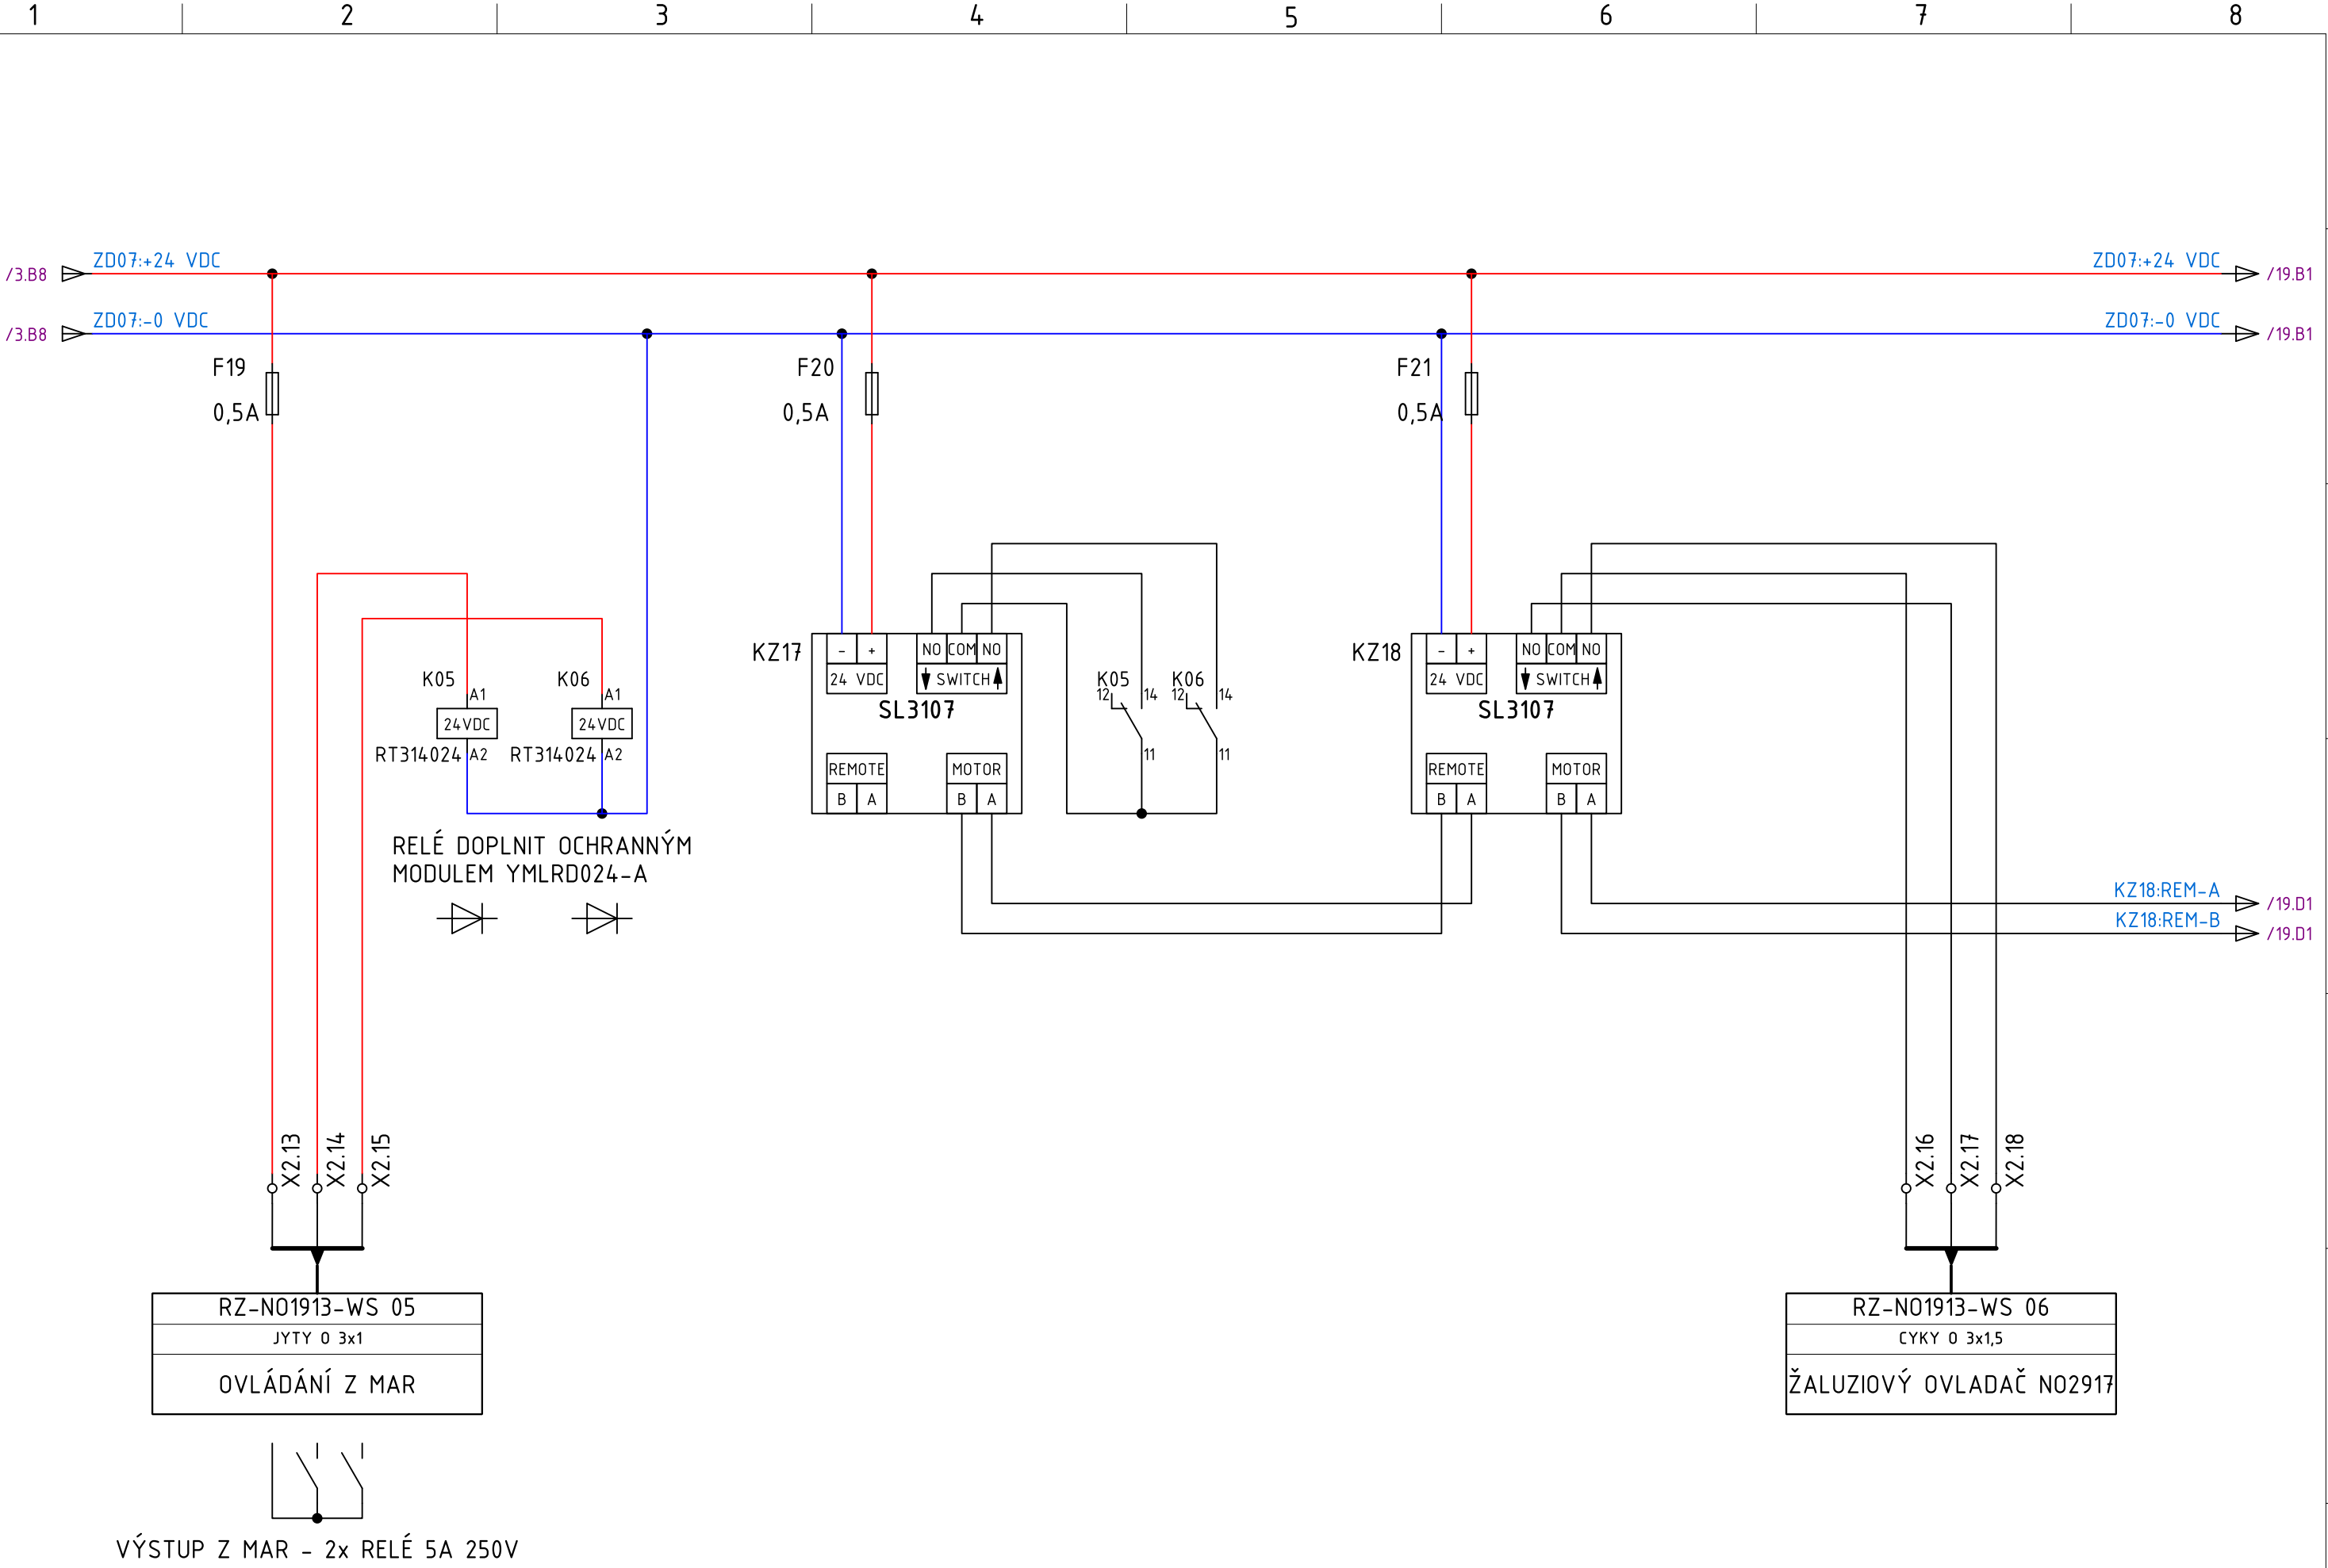 1 2 3 4 5 6 7 8
ZD07:+24 VDC ZD07:+24 VDC
/3.B8 /19.B1
ZD07:-0 VDC ZD07:-0 VDC
/3.B8 /19.B1
F19 F20 F21
0,5A 0,5A 0,5A
KZ17 - + NO COM NO KZ18 - + NO COM NO
K05 K06 24 VDC SWITCH K05 K06 24 VDC SWITCH
A1 A1 12 14 12 14
SL3107 SL3107
24VDC 24VDC
RT314024 A2 RT314024 A2 11 11
REMOTE MOTOR REMOTE MOTOR
B A B A B A B A
RELÉ DOPLNIT OCHRANNÝM
MODULEM YMLRD024-A
KZ18:REM-A
/19.D1
KZ18:REM-B
/19.D1
X2.13 X2.14 X2.15 X2.16 X2.17 X2.18
RZ-NO1913-WS 05
JYTY O 3x1
OVLÁDÁNÍ Z MAR
RZ-NO1913-WS 06
CYKY O 3x1,5
ŽALUZIOVÝ OVLADAČ NO2917
VÝSTUP Z MAR - 2x RELÉ 5A 250V